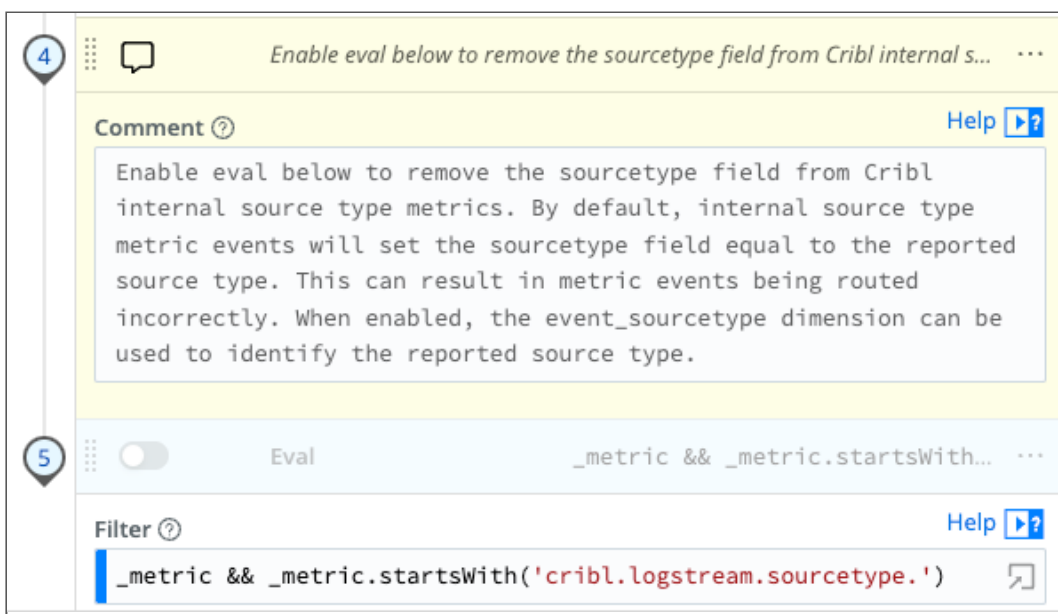 4
Enable eval below to remove the sourcetype field from Cribl internal s... ...
Comment ?
Help ?
Enable eval below to remove the sourcetype field from Cribl
internal source type metrics. By default, internal source type
metric events will set the sourcetype field equal to the reported
source type. This can result in metric events being routed
incorrectly. When enabled, the event_sourcetype dimension can be
used to identify the reported source type.
5
Eval _metric && _metric.startsWith... ...
Filter ?
Help ?
_metric && _metric.startsWith('cribl.logstream.sourcetype.')